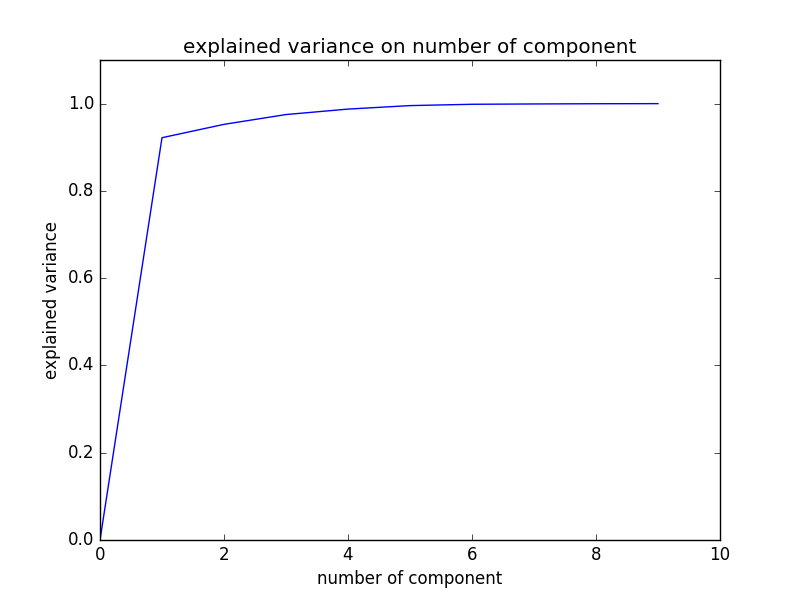 explained variance on number of component
1.0
0.8
0.6
0.4
0.2
0.0
explained variance
0 2 4 6 8 10
number of component